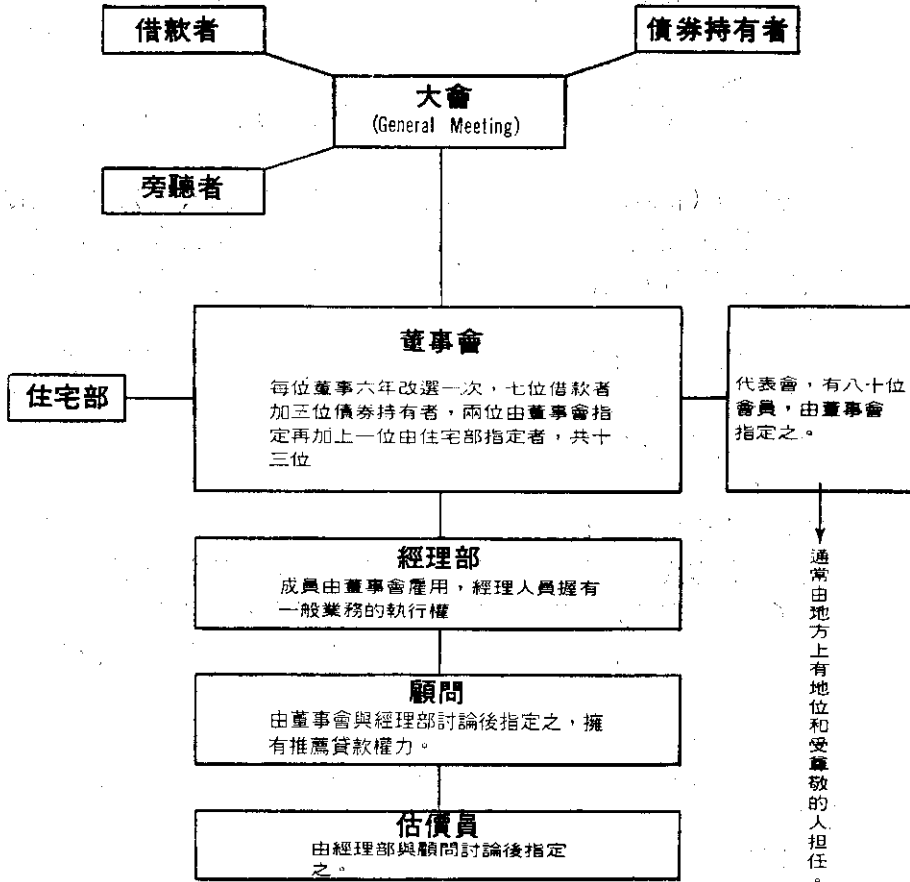 借款者
債券持有者
大會
(General Meeting)
旁聽者
董事會
每位董事六年改選一次，七位借款者
加三位債券持有者，兩位由董事會指
定再加上一位由住宅部指定者，共十
三位
住宅部
代表會，有八十位
會員，由董事會
指定之。
通常由地方上有地位和受尊敬的人担任。
經理部
成員由董事會雇用，經理人員握有
一般業務的執行權
顧問
由董事會與經理部討論後指定之，擁
有推薦貸款權力。
估價員
由經理部與顧問討論後指定
之。